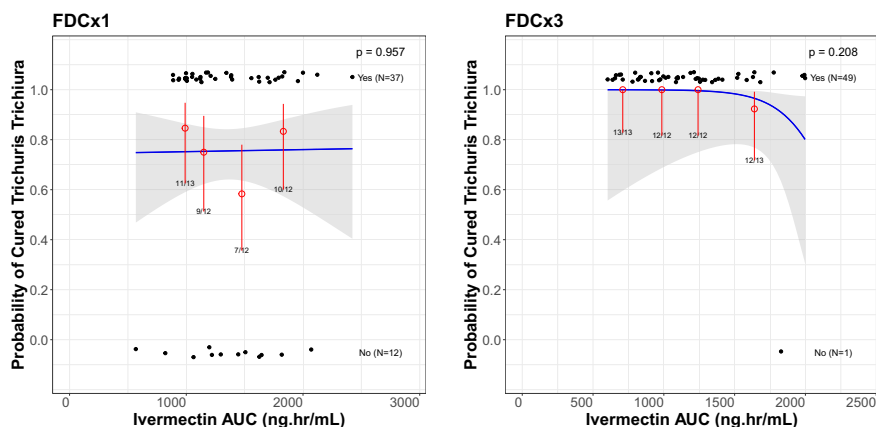 FDCx1
Probability of Cured Trichuris Trichiura
1.0
0.8
0.6
0.4
0.2
0.0
p = 0.957
Yes (N=37)
11/13
9/12
7/12
10/12
No (N=12)
0
1000
2000
3000
Ivermectin AUC (ng.hr/mL)
FDCx3
Probability of Cured Trichuris Trichiura
1.0
0.8
0.6
0.4
0.2
0.0
p = 0.208
Yes (N=49)
13/13
12/12
12/12
12/13
No (N=1)
0
500
1000
1500
2000
2500
Ivermectin AUC (ng.hr/mL)